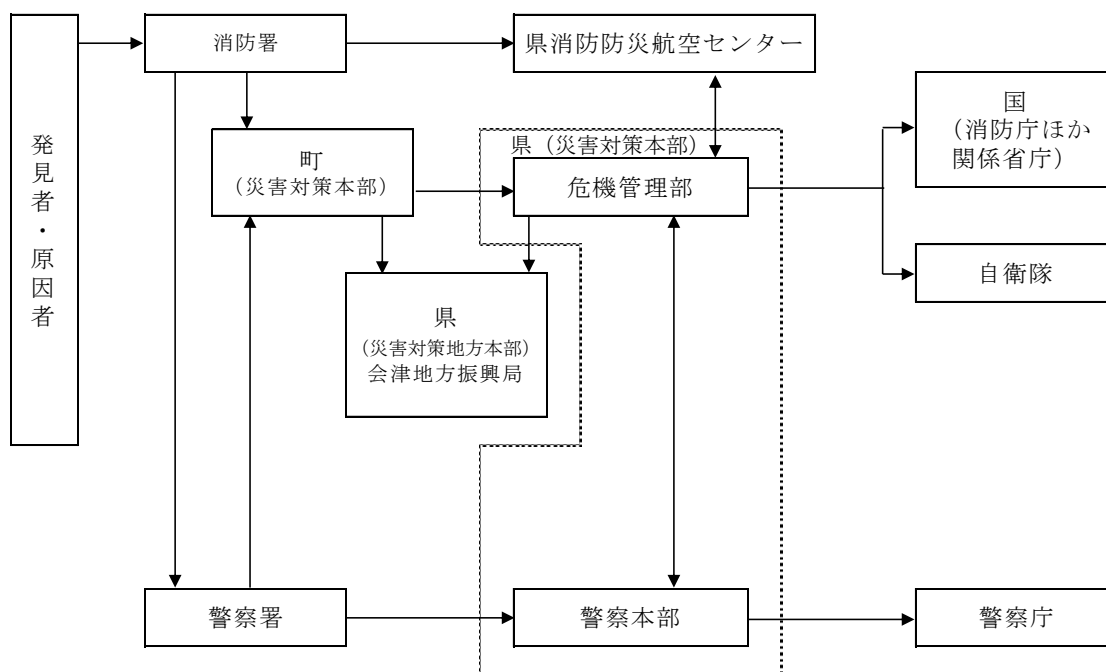 発見者・原因者
消防署
県消防防災航空センター
国
（消防庁ほか
関係省庁）
町
（災害対策本部）
県（災害対策本部）
危機管理部
自衛隊
県
（災害対策地方本部）
会津地方振興局
警察署
警察本部
警察庁